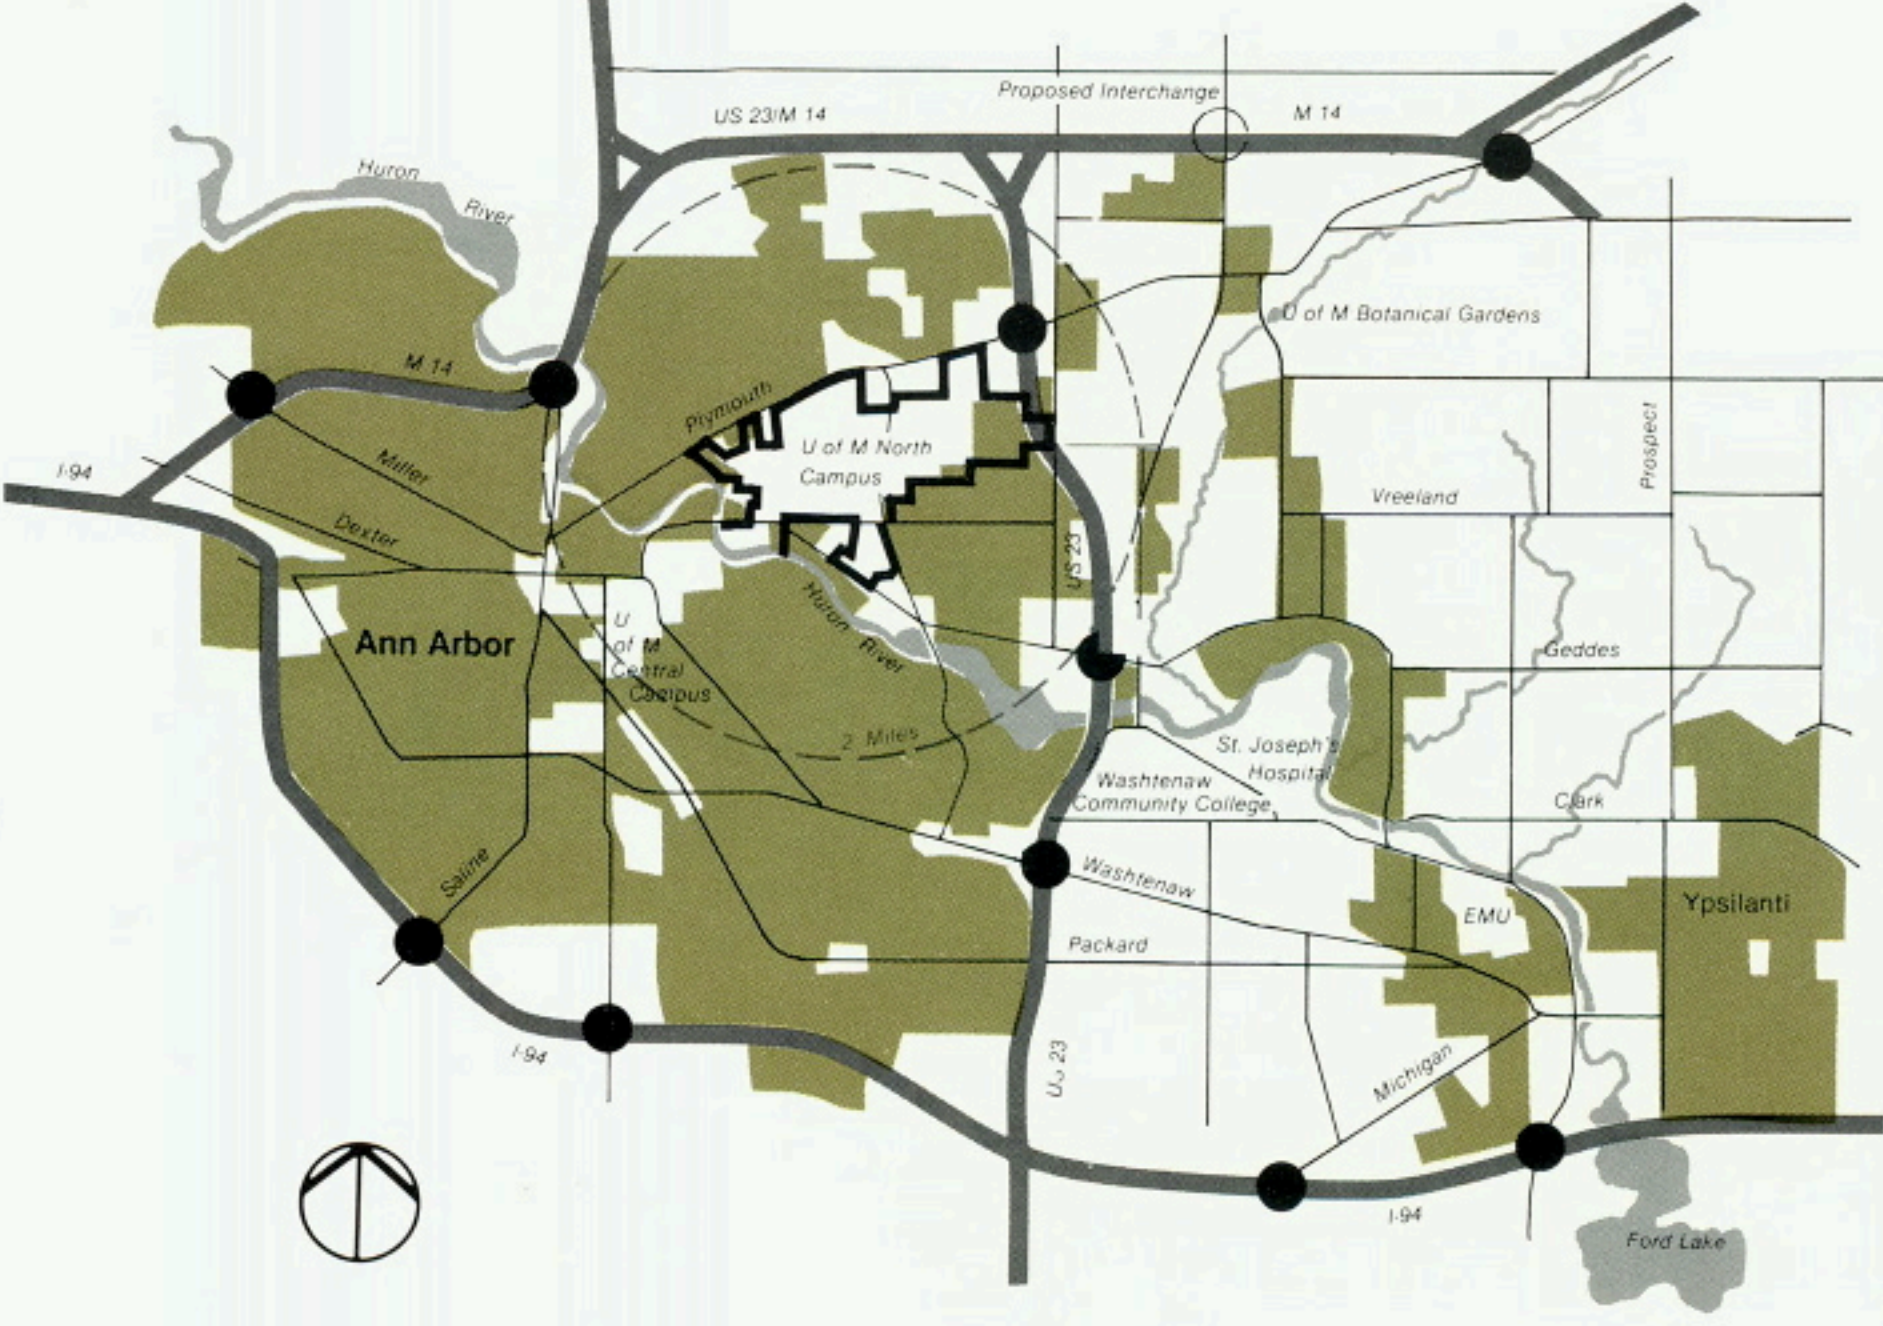 Proposed Interchange
US 23/M 14
M 14
Huron
River
U of M Botanical Gardens
M 14
Plymouth
Prospect
U of M North
Campus
I-94
Miller
Vreeland
Dexter
US 23
Huron River
Ann Arbor
U
of M
Central
Campus
Geddes
2 Miles
St. Joseph's
Hospital
Washtenaw
Community College
Clark
Saline
Washtenaw
Ypsilanti
EMU
Packard
I-94
US 23
Michigan
I-94
Ford Lake